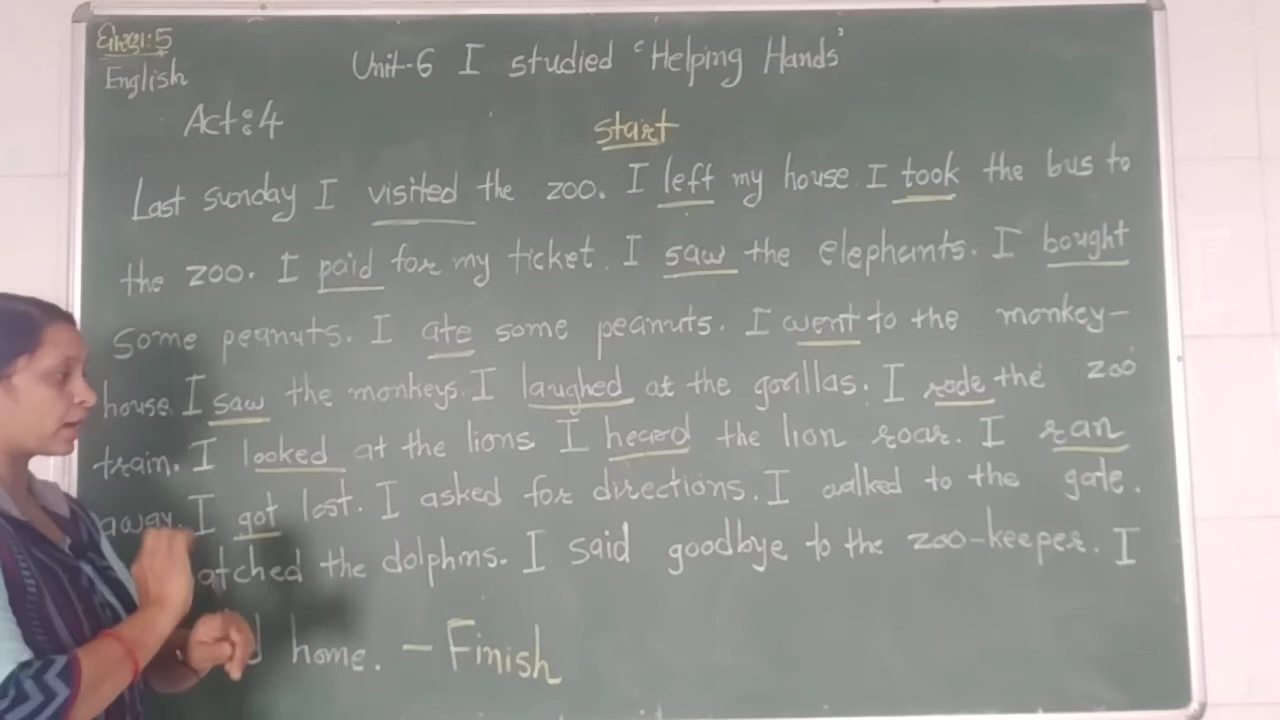 ધોરણ:5
English
Unit-6 I studied 'Helping Hands'
Act:4
Start
Last sunday I visited the zoo. I left my house. I took the bus to
the zoo. I paid for my ticket. I saw the elephants. I bought
some peanuts. I ate some peanuts. I went to the monkey-
house. I saw the monkeys. I laughed at the gorillas. I rode the zoo
train. I looked at the lions. I heard the lion roar. I ran
away. I got lost. I asked for directions. I walked to the gate.
the dolphins. I said goodbye to the zoo-keeper. I
home. - Finish